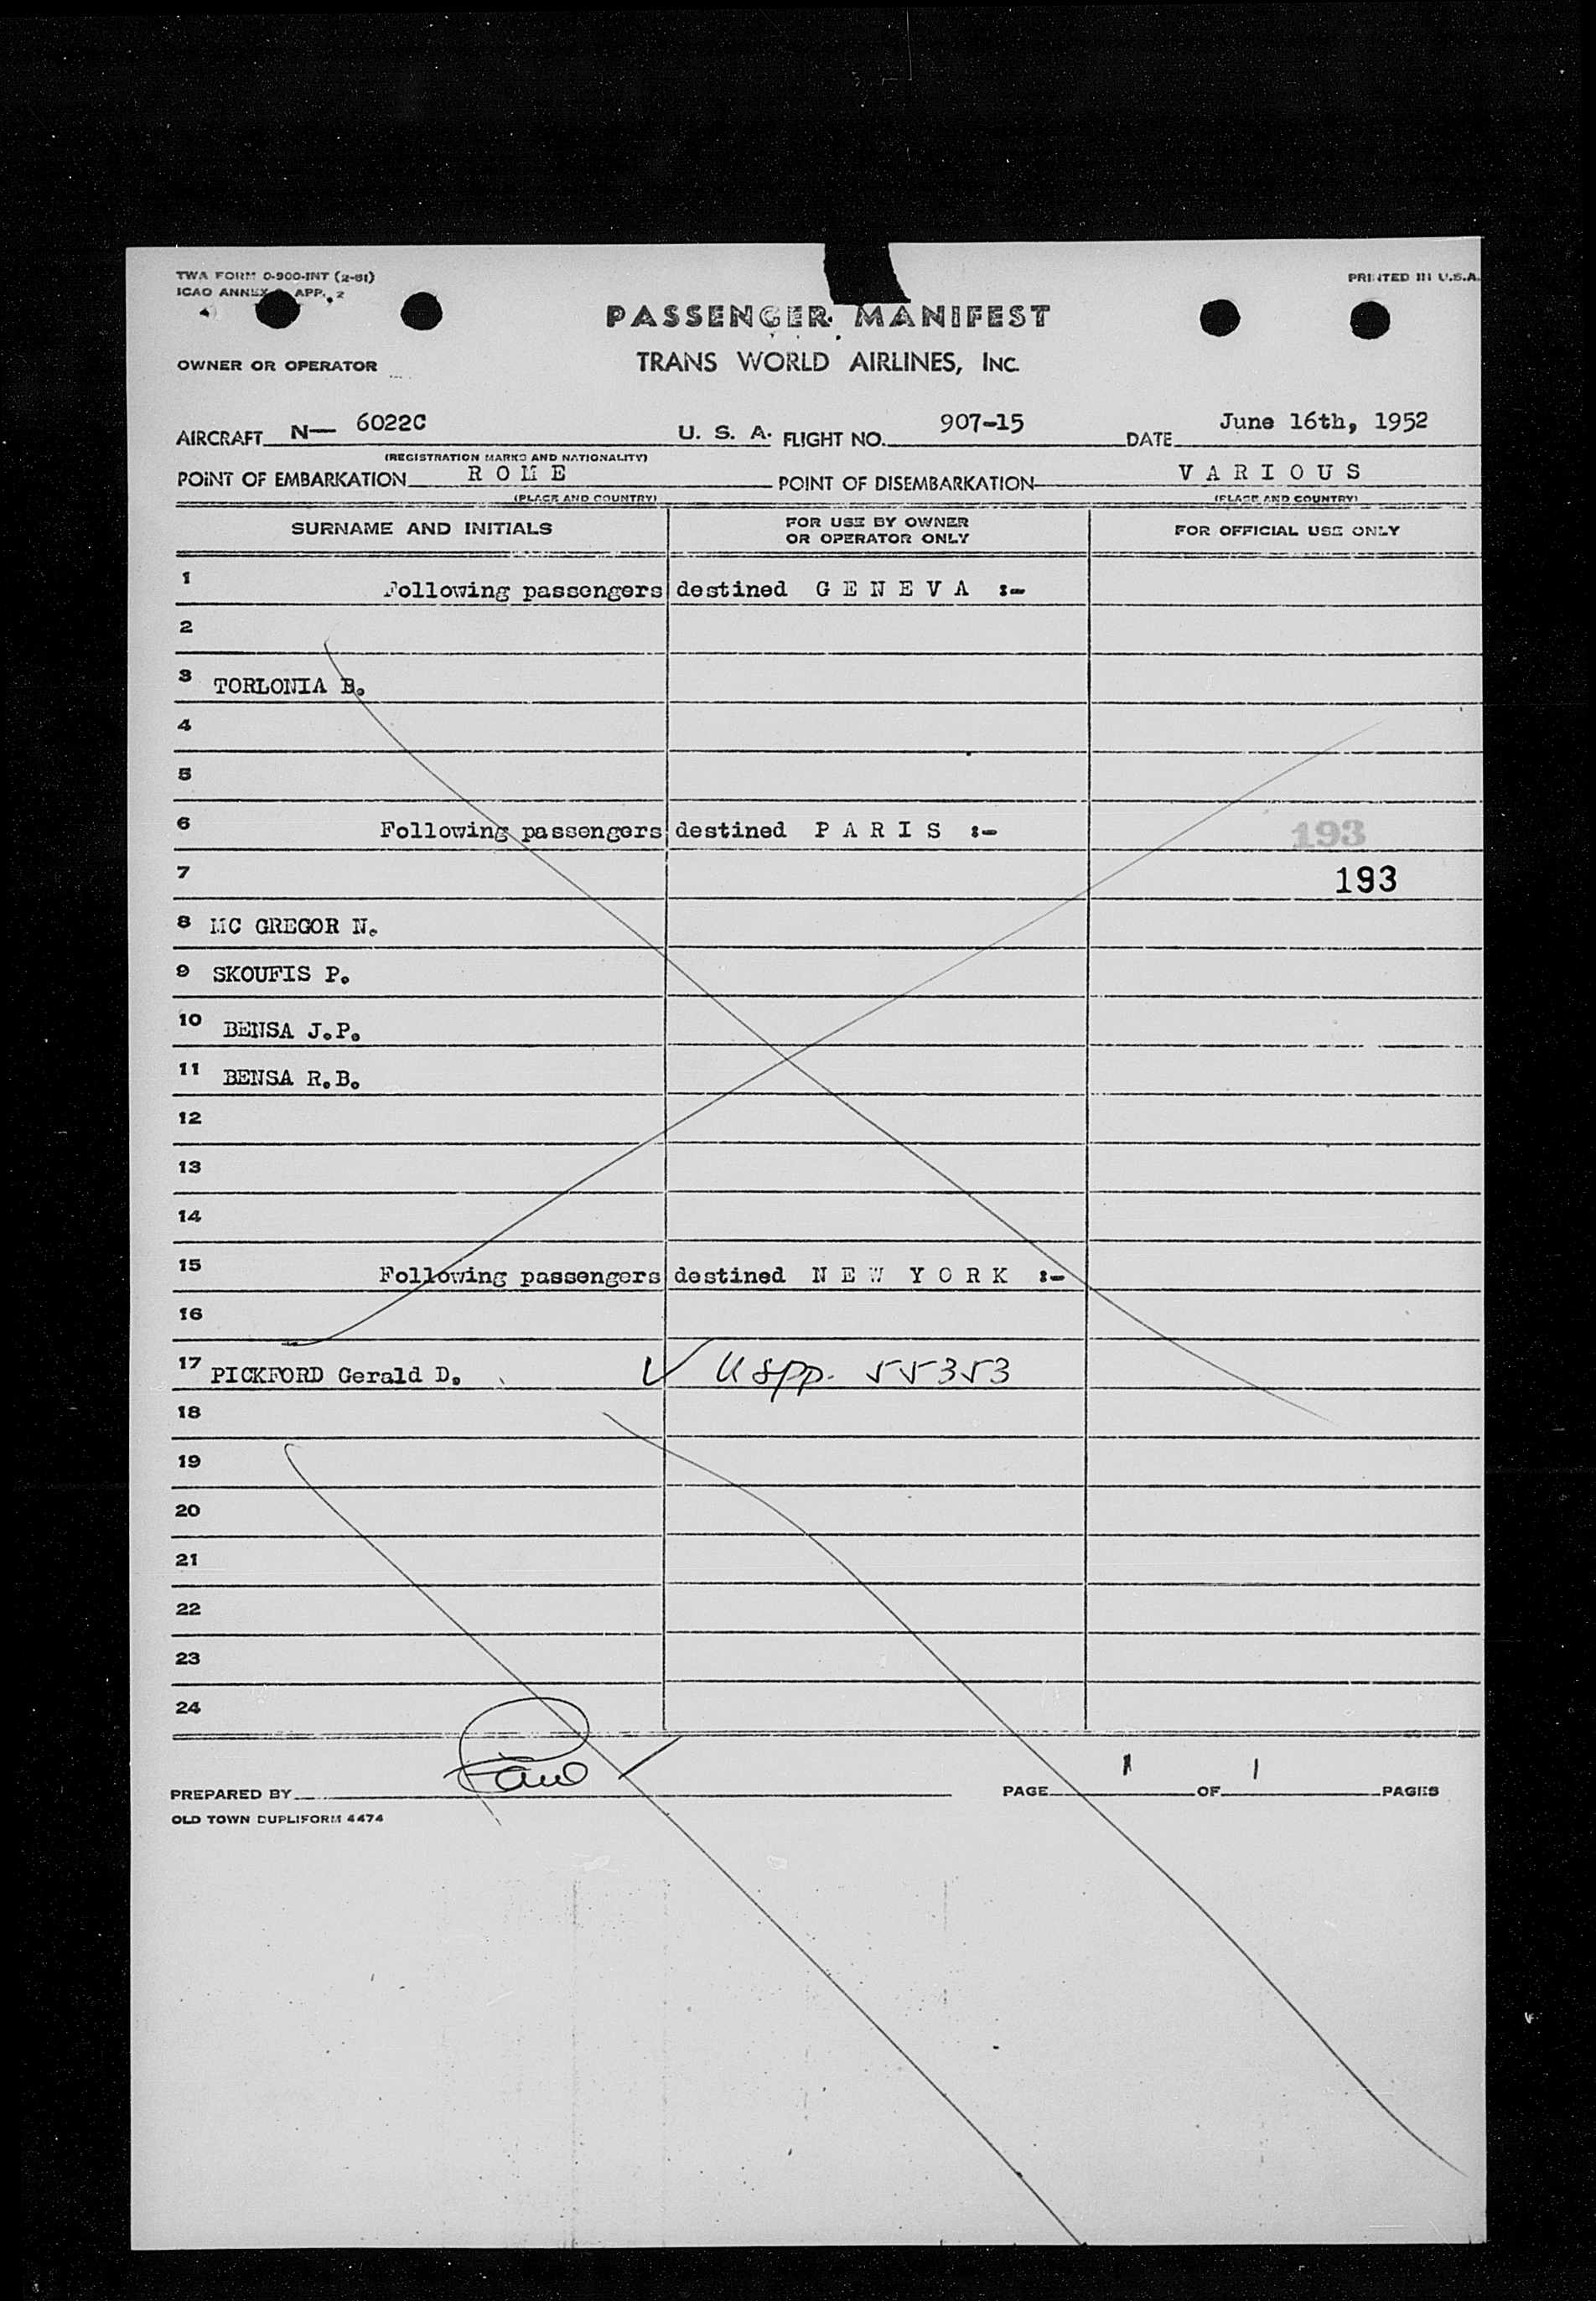 TWA FORM O-900-INT (2-51)
PRINTED IN U.S.A.
ICAO ANNEX APP. 2
PASSENGER MANIFEST
OWNER OR OPERATOR
TRANS WORLD AIRLINES, INC.
AIRCRAFT N— 6022C U. S. A. FLIGHT NO. 907-15 DATE June 16th, 1952
(REGISTRATION MARKS AND NATIONALITY)
POINT OF EMBARKATION R O M E POINT OF DISEMBARKATION V A R I O U S
(PLACE AND COUNTRY) (PLACE AND COUNTRY)
SURNAME AND INITIALS FOR USE BY OWNER OR OPERATOR ONLY FOR OFFICIAL USE ONLY
1 Following passengers destined G E N E V A :-
2
3 TORLONIA B.
4
5
6 Following passengers destined P A R I S :- 193
7 193
8 MC GREGOR N.
9 SKOUFIS P.
10 BENSA J.P.
11 BENSA R.B.
12
13
14
15 Following passengers destined N E W Y O R K :-
16
17 PICKFORD Gerald D. ✓ USpp. 55353
18
19
20
21
22
23
24
PREPARED BY PAGE 1 OF 1 PAGES
OLD TOWN DUPLIFORM 4474